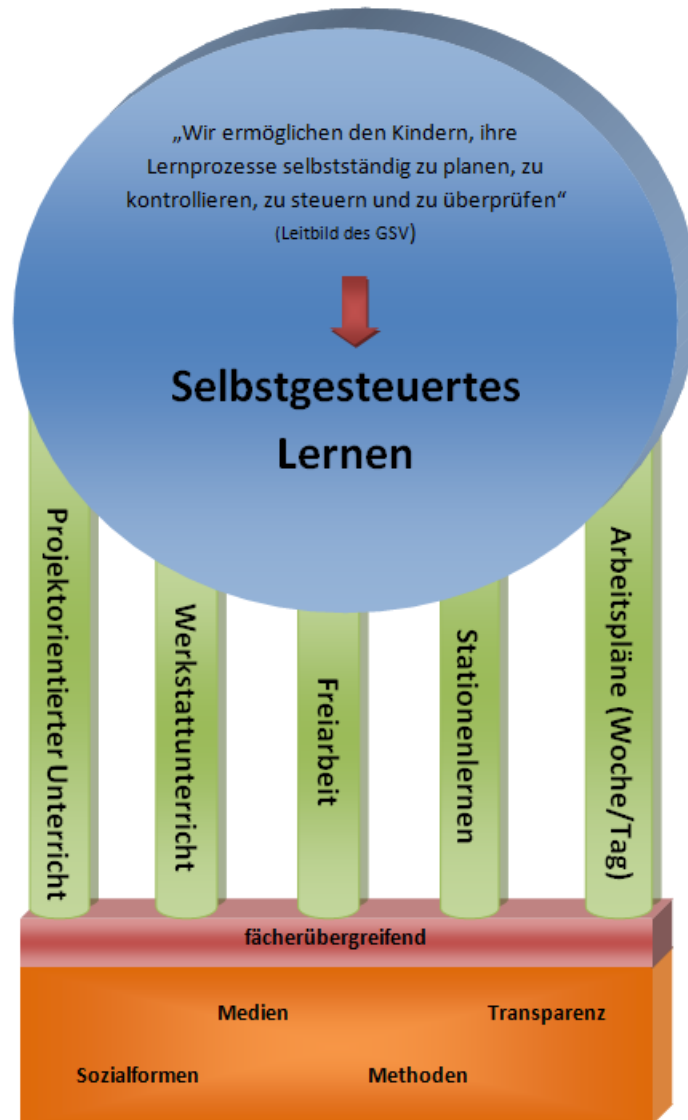 „Wir ermöglichen den Kindern, ihre
Lernprozesse selbstständig zu planen, zu
kontrollieren, zu steuern und zu überprüfen“
(Leitbild des GSV)
Selbstgesteuertes
Lernen
Projektorientierter Unterricht
Werkstattunterricht
Freiarbeit
Stationenlernen
Arbeitspläne (Woche/Tag)
fächerübergreifend
Medien
Transparenz
Sozialformen
Methoden